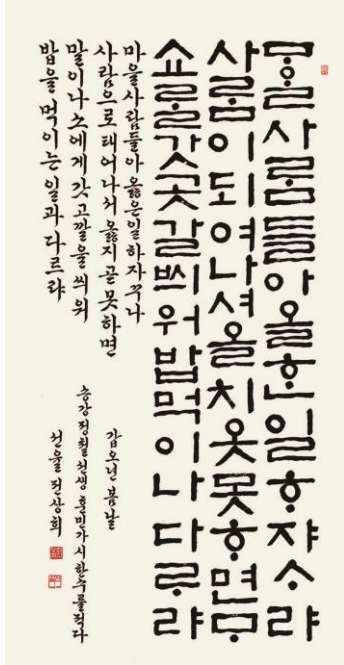 ᄆᆞᄋᆞᆯ사ᄅᆞᆷ들아올ᄒᆞᆫ일ᄒᆞ쟈ᄉᆞ라
사ᄅᆞᆷ이되여나셔올치옷못ᄒᆞ면ᄆᆞ
쇼ᄅᆞᆯ갓곳갈씌워밥먹이나다ᄅᆞ랴
마을사람들아 옳은일 하자꾸나
사람으로 태어나서 옳지 곧 못하면
말이나 소에게 갓 고깔을 씌워
밥을 먹이는 일과 다르랴
갑오년 봄날
송강정철선생 훈민가시 한수를 적다
전상회